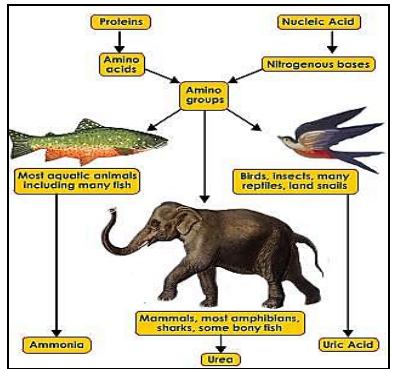 Proteins
Nucleic Acid
Amino
acids
Nitrogenous bases
Amino
groups
Most aquatic animals
including many fish
Birds, insects, many
reptiles, land snails
Mammals, most amphibians,
sharks, some bony fish
Ammonia
Urea
Uric Acid